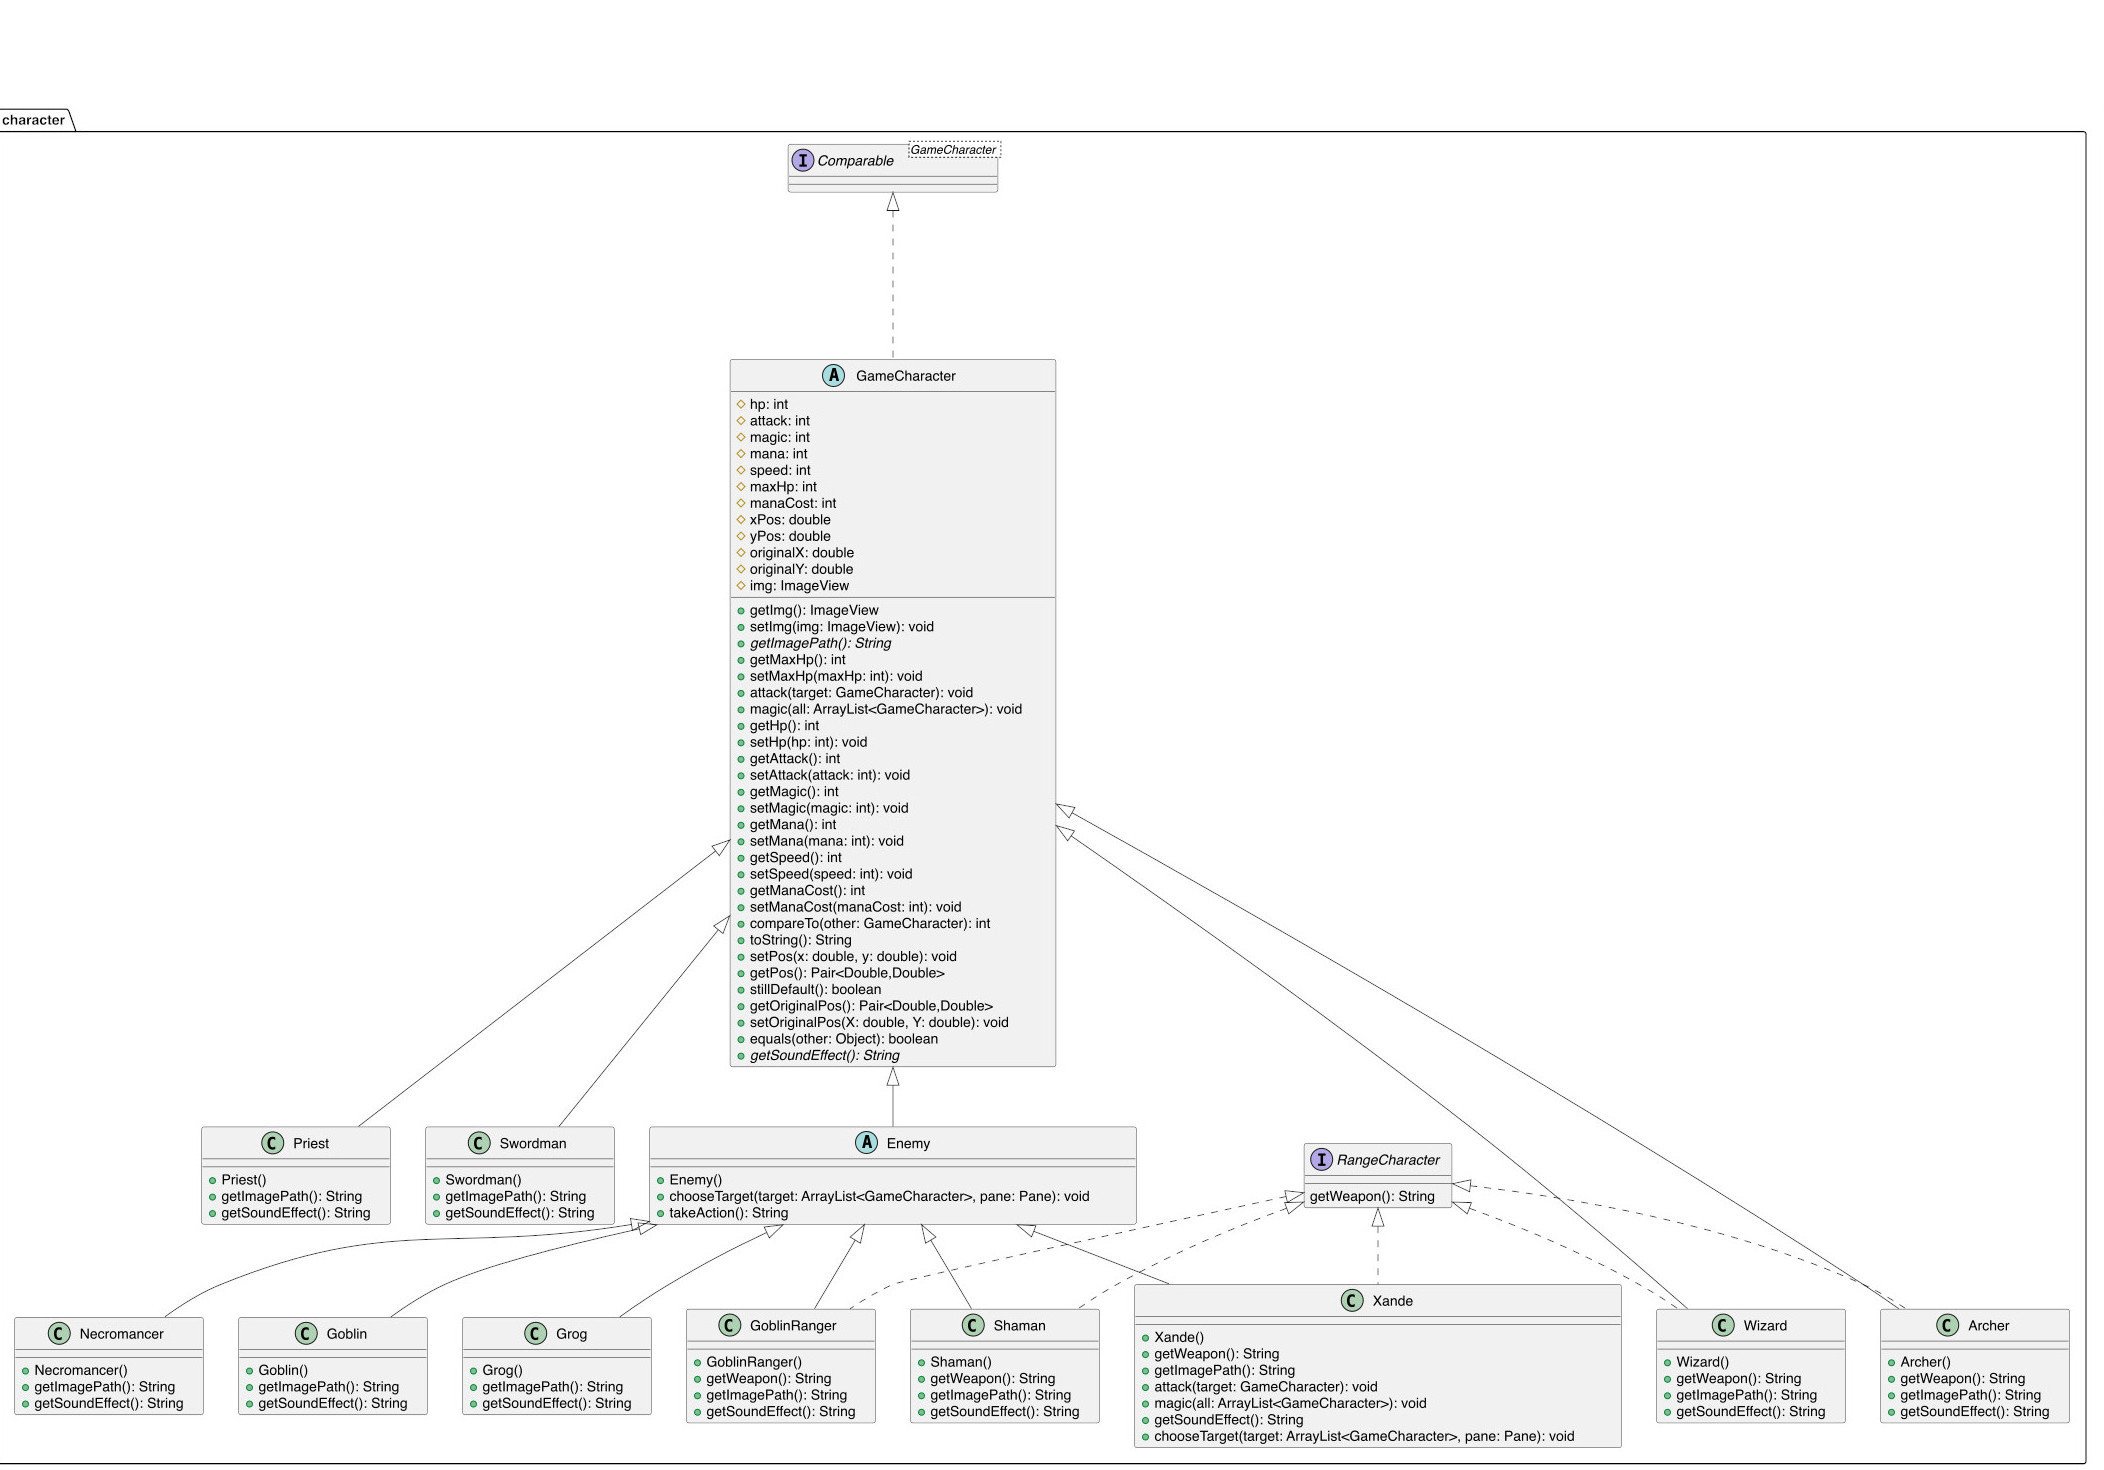 character
I Comparable
GameCharacter
A GameCharacter
hp: int
attack: int
magic: int
mana: int
speed: int
maxHp: int
manaCost: int
xPos: double
yPos: double
originalX: double
originalY: double
img: ImageView
getImg(): ImageView
setImg(img: ImageView): void
getImagePath(): String
getMaxHp(): int
setMaxHp(maxHp: int): void
attack(target: GameCharacter): void
magic(all: ArrayList<GameCharacter>): void
getHp(): int
setHp(hp: int): void
getAttack(): int
setAttack(attack: int): void
getMagic(): int
setMagic(magic: int): void
getMana(): int
setMana(mana: int): void
getSpeed(): int
setSpeed(speed: int): void
getManaCost(): int
setManaCost(manaCost: int): void
compareTo(other: GameCharacter): int
toString(): String
setPos(x: double, y: double): void
getPos(): Pair<Double,Double>
stillDefault(): boolean
getOriginalPos(): Pair<Double,Double>
setOriginalPos(X: double, Y: double): void
equals(other: Object): boolean
getSoundEffect(): String
C Priest
Priest()
getImagePath(): String
getSoundEffect(): String
C Swordman
Swordman()
getImagePath(): String
getSoundEffect(): String
A Enemy
Enemy()
chooseTarget(target: ArrayList<GameCharacter>, pane: Pane): void
takeAction(): String
I RangeCharacter
getWeapon(): String
C Necromancer
Necromancer()
getImagePath(): String
getSoundEffect(): String
C Goblin
Goblin()
getImagePath(): String
getSoundEffect(): String
C Grog
Grog()
getImagePath(): String
getSoundEffect(): String
C GoblinRanger
GoblinRanger()
getWeapon(): String
getImagePath(): String
getSoundEffect(): String
C Shaman
Shaman()
getWeapon(): String
getImagePath(): String
getSoundEffect(): String
C Xande
Xande()
getWeapon(): String
getImagePath(): String
attack(target: GameCharacter): void
magic(all: ArrayList<GameCharacter>): void
getSoundEffect(): String
chooseTarget(target: ArrayList<GameCharacter>, pane: Pane): void
C Wizard
Wizard()
getWeapon(): String
getImagePath(): String
getSoundEffect(): String
C Archer
Archer()
getWeapon(): String
getImagePath(): String
getSoundEffect(): String